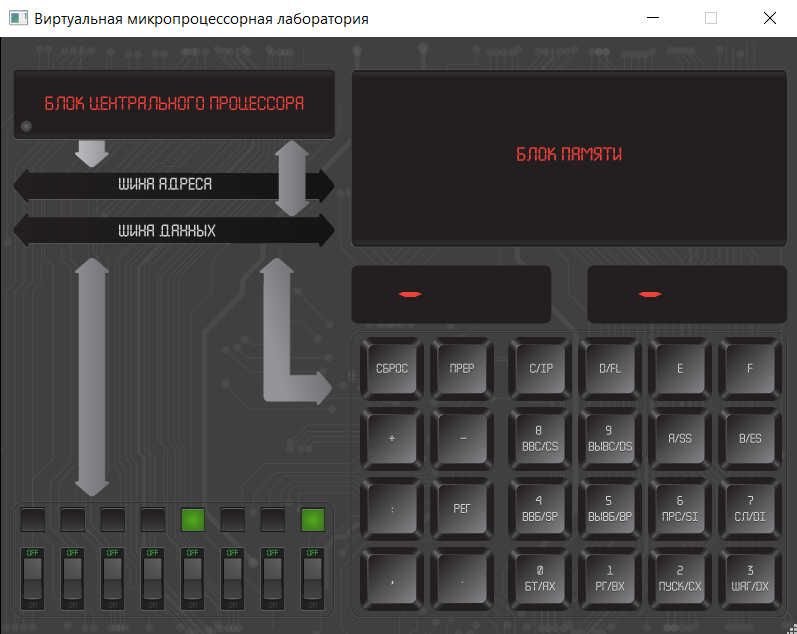 Виртуальная микропроцессорная лаборатория
БЛОК ЦЕНТРАЛЬНОГО ПРОЦЕССОРА
БЛОК ПАМЯТИ
ШИНА АДРЕСА
ШИНА ДАННЫХ
- -
СБРОС ПРЕР C/IP D/FL E F
+ - 8 9 A/SS B/ES
ВВС/CS ВЫВС/DS
: РЕГ 4 5 6 7
ВВБ/SP ВЫВБ/BP ПРС/SI СЛ/DI
, . 0 1 2 3
БТ/AX РГ/BX ПУСК/CX ШАГ/DX
OFF OFF OFF OFF OFF OFF OFF OFF
ON ON ON ON ON ON ON ON